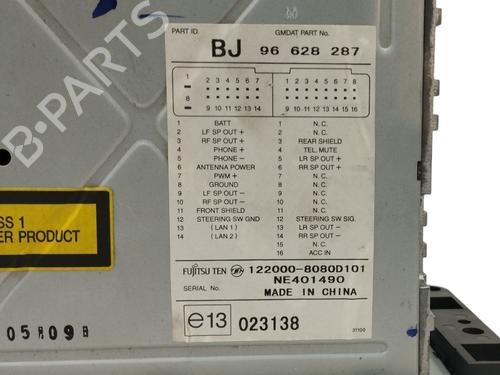 PART ID. GMDAT PART No.
BJ 96 628 287
1 2 3 4 5 6 7 1 2 3 4 5 6 7 8
8 9 10 11 12 13 14 9 10 11 12 13 14 15 16
1 BATT 1 N.C.
2 LF SP OUT + 2 N.C.
3 RF SP OUT + 3 REAR SHIELD
4 PHONE + 4 TEL. MUTE
5 PHONE − 5 LR SP OUT +
6 ANTENNA POWER 6 RR SP OUT +
7 PWM + 7 N.C.
8 GROUND 8 N.C.
9 LF SP OUT − 9 N.C.
10 RF SP OUT − 10 N.C.
11 FRONT SHIELD 11 N.C.
12 STEERING SW GND 12 STEERING SW SIG.
13 ( LAN 1 ) 13 LR SP OUT −
14 ( LAN 2 ) 14 RR SP OUT −
15 N.C.
16 ACC IN
FUJITSU TEN 122000-8080D101
SERIAL No. NE401490
MADE IN CHINA
e13 023138
31100
SS 1
ER PRODUCT
B-PARTS